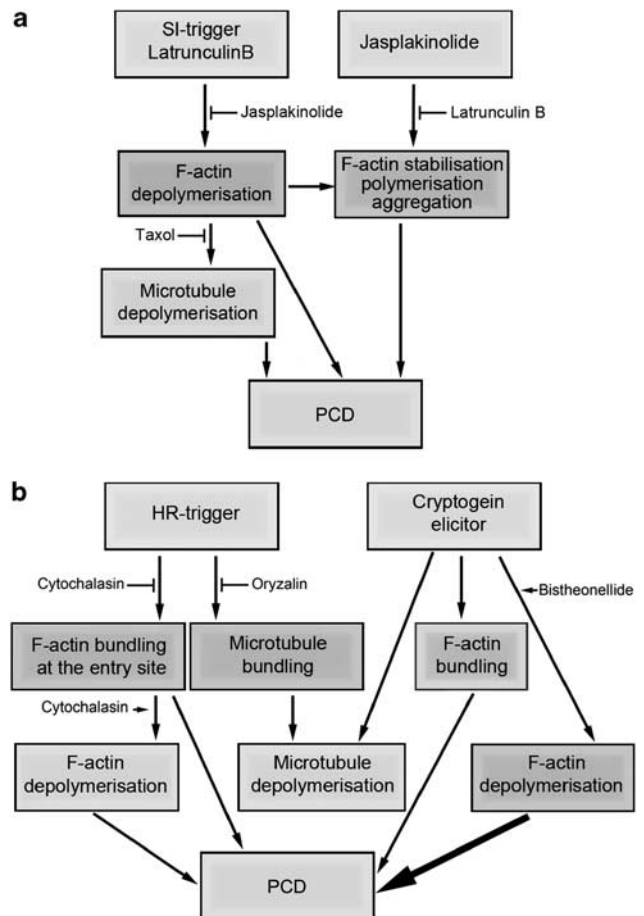 a
SI-trigger
LatrunculinB
Jasplakinolide
Jasplakinolide
Latrunculin B
F-actin
depolymerisation
F-actin stabilisation
polymerisation
aggregation
Taxol
Microtubule
depolymerisation
PCD
b
HR-trigger
Cryptogein
elicitor
Cytochalasin
Oryzalin
Bistheonellide
F-actin bundling
at the entry site
Microtubule
bundling
F-actin
bundling
Cytochalasin
F-actin
depolymerisation
Microtubule
depolymerisation
F-actin
depolymerisation
PCD